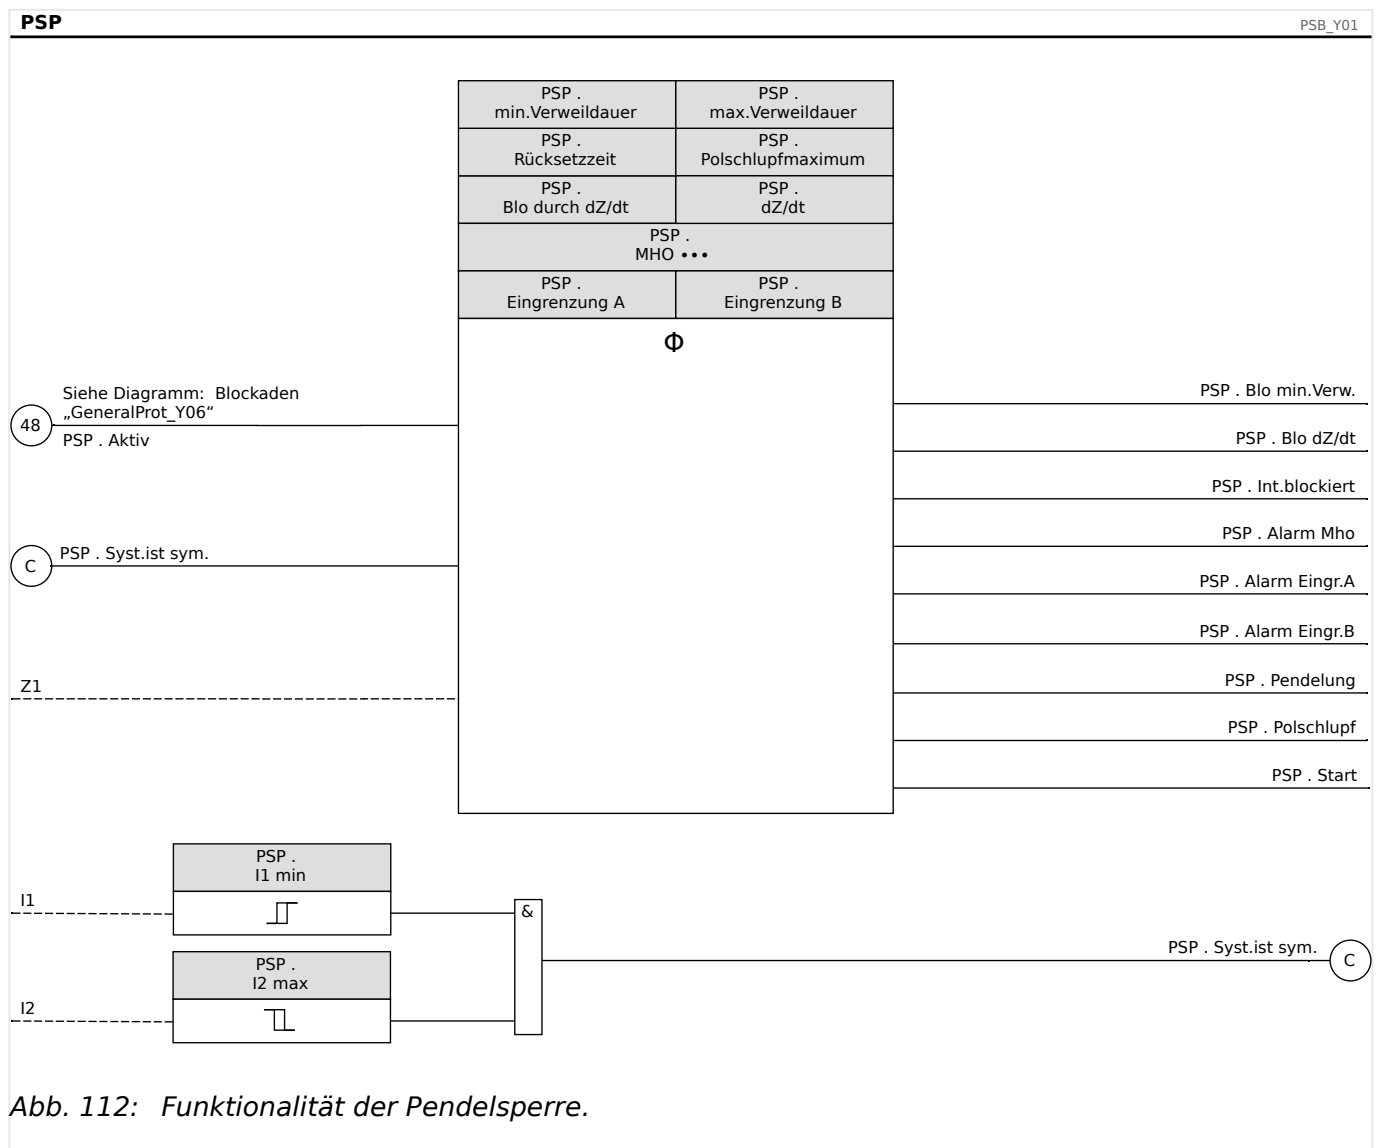 PSP
PSB_Y01
PSP .
min.Verweildauer
PSP .
max.Verweildauer
PSP .
Rücksetzzeit
PSP .
Polschlupfmaximum
PSP .
Blo durch dZ/dt
PSP .
dZ/dt
PSP .
MHO •••
PSP .
Eingrenzung A
PSP .
Eingrenzung B
Φ
48
Siehe Diagramm: Blockaden
„GeneralProt_Y06“
PSP . Aktiv
C
PSP . Syst.ist sym.
Z1
PSP . Blo min.Verw.
PSP . Blo dZ/dt
PSP . Int.blockiert
PSP . Alarm Mho
PSP . Alarm Eingr.A
PSP . Alarm Eingr.B
PSP . Pendelung
PSP . Polschlupf
PSP . Start
PSP .
I1 min
I1
&
PSP .
I2 max
I2
PSP . Syst.ist sym.
C
Abb. 112: Funktionalität der Pendelsperre.